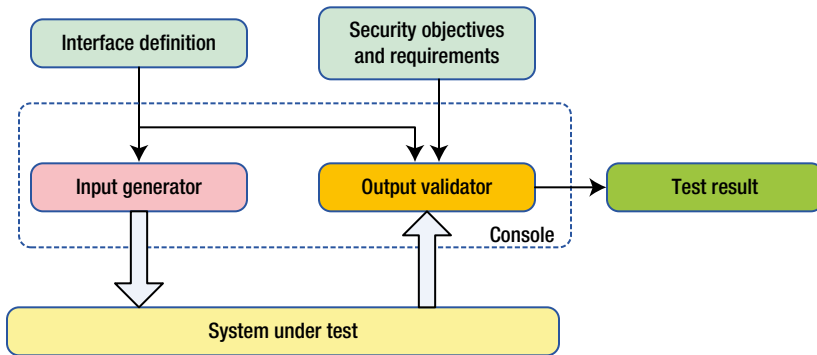 Interface definition
Security objectives
and requirements
Input generator
Output validator
Test result
Console
System under test